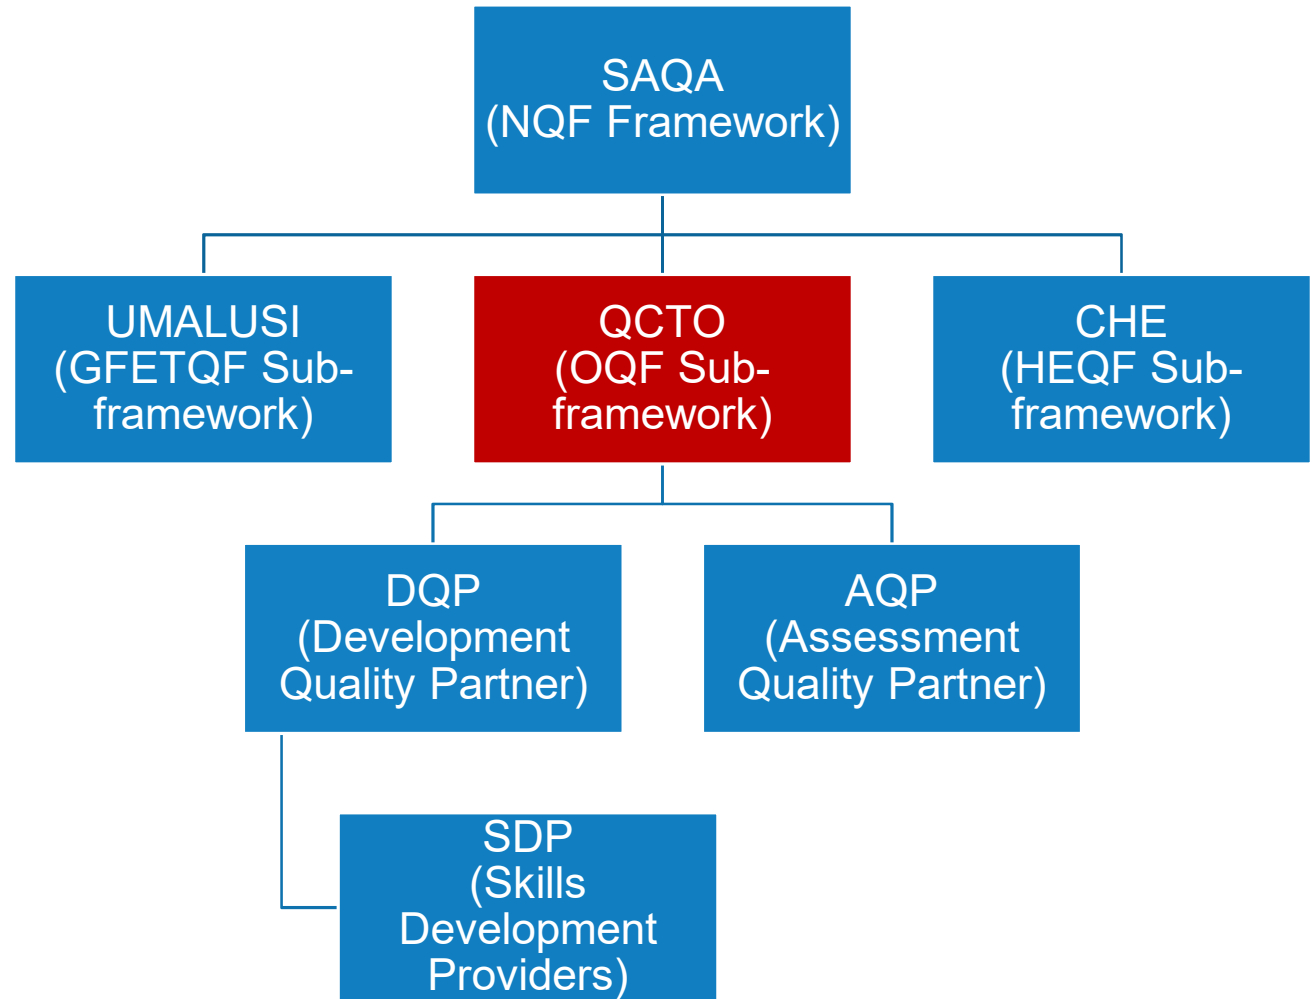 SAQA
(NQF Framework)
UMALUSI
(GFETQF Sub-
framework)
QCTO
(OQF Sub-
framework)
CHE
(HEQF Sub-
framework)
DQP
(Development
Quality Partner)
AQP
(Assessment
Quality Partner)
SDP
(Skills
Development
Providers)